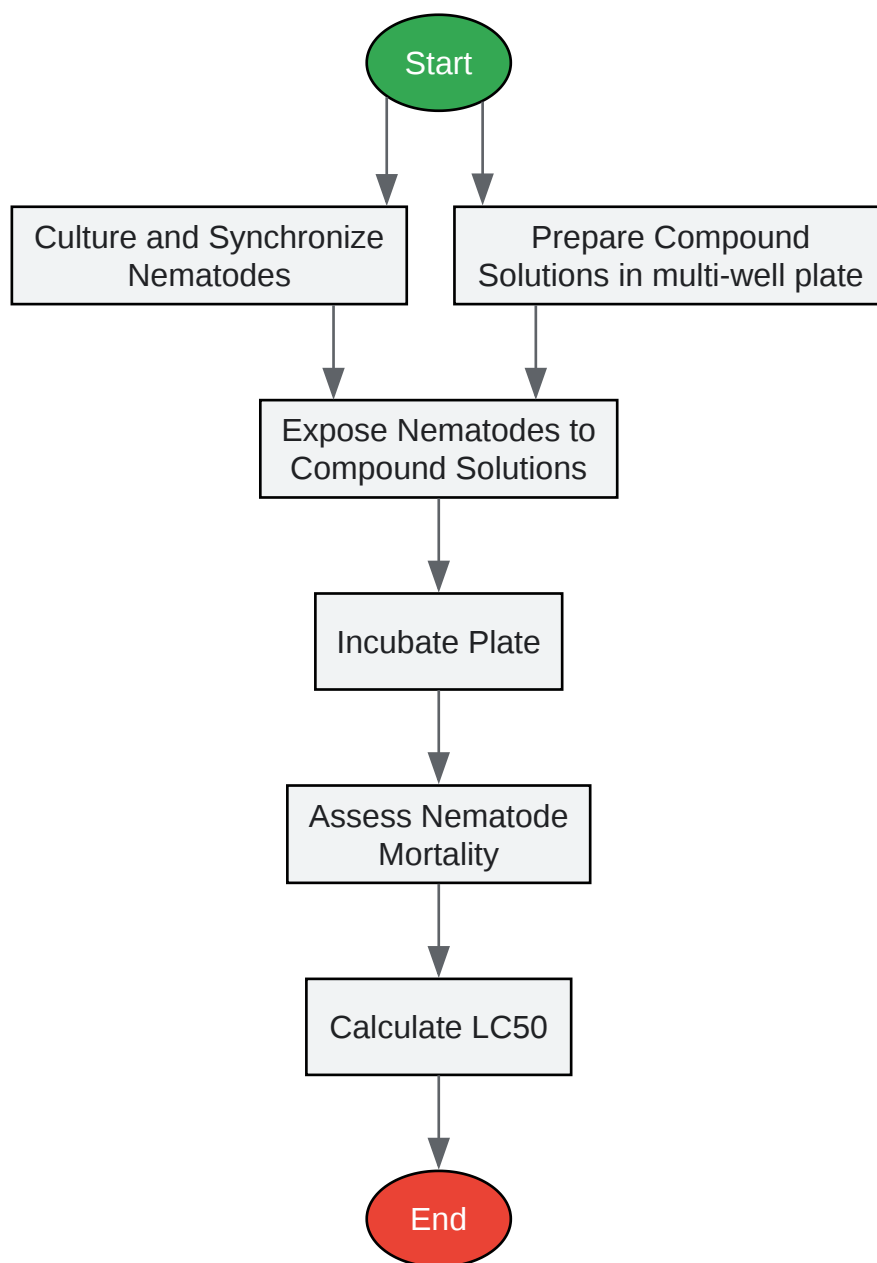 Start
Culture and Synchronize
Nematodes
Prepare Compound
Solutions in multi-well plate
Expose Nematodes to
Compound Solutions
Incubate Plate
Assess Nematode
Mortality
Calculate LC50
End